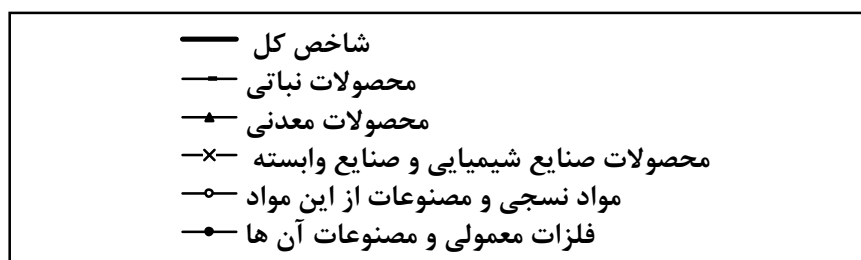 شاخص کل
محصولات نباتی
محصولات معدنی
محصولات صنایع شیمیایی و صنایع وابسته
مواد نسجی و مصنوعات از این مواد
فلزات معمولی و مصنوعات آن ها